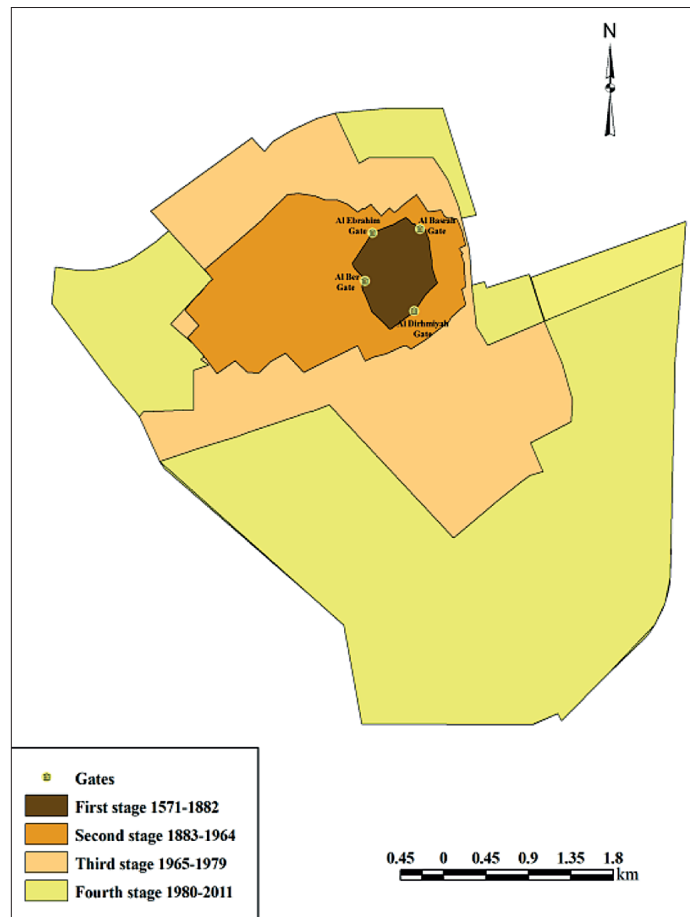 N
Al Ebrahim
Gate
Al Basrah
Gate
Al Ber
Gate
Al Dirhmiyah
Gate
Gates
First stage 1571-1882
Second stage 1883-1964
Third stage 1965-1979
Fourth stage 1980-2011
0.45 0 0.45 0.9 1.35 1.8
km